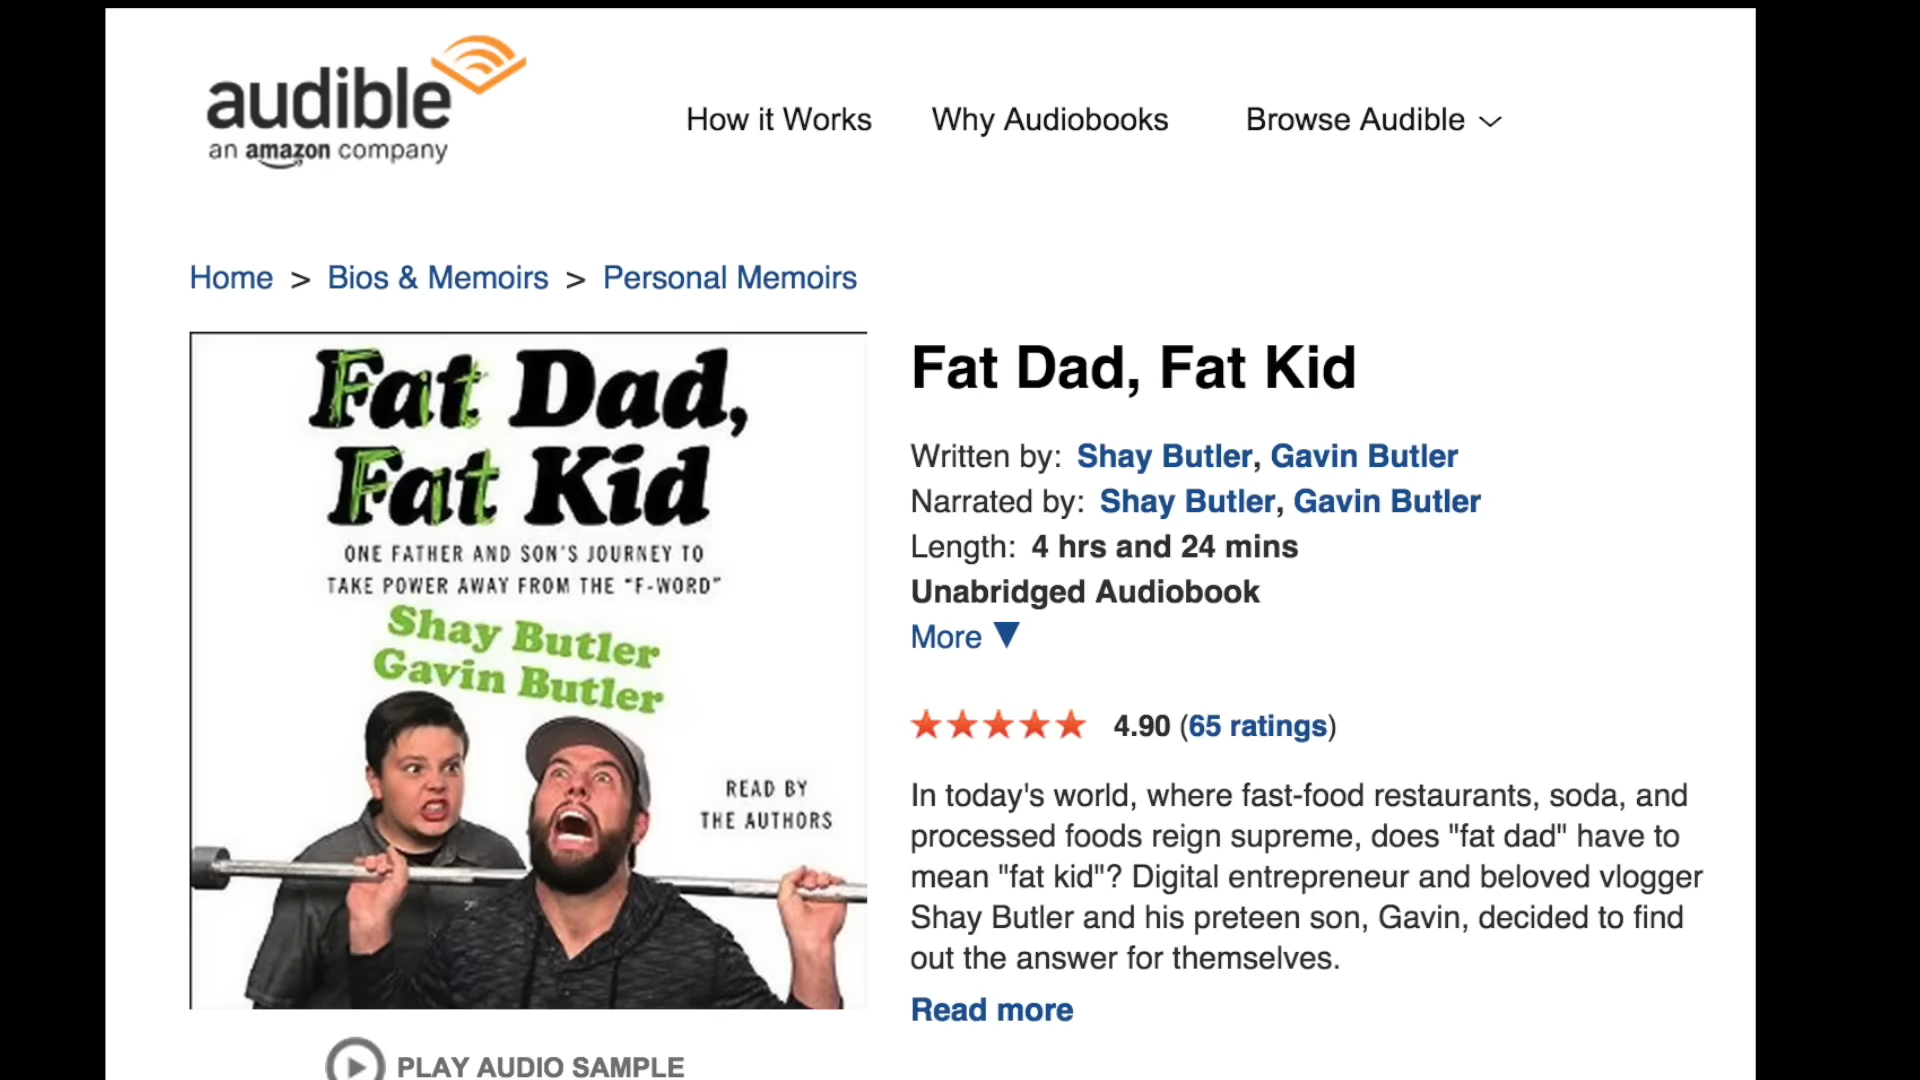 audible
an amazon company
How it Works
Why Audiobooks
Browse Audible
Home > Bios & Memoirs > Personal Memoirs
Fat Dad,
Fat Kid
ONE FATHER AND SON'S JOURNEY TO
TAKE POWER AWAY FROM THE "F-WORD"
Shay Butler
Gavin Butler
READ BY
THE AUTHORS
PLAY AUDIO SAMPLE
Fat Dad, Fat Kid
Written by: Shay Butler, Gavin Butler
Narrated by: Shay Butler, Gavin Butler
Length: 4 hrs and 24 mins
Unabridged Audiobook
More
4.90 (65 ratings)
In today's world, where fast-food restaurants, soda, and
processed foods reign supreme, does "fat dad" have to
mean "fat kid"? Digital entrepreneur and beloved vlogger
Shay Butler and his preteen son, Gavin, decided to find
out the answer for themselves.
Read more